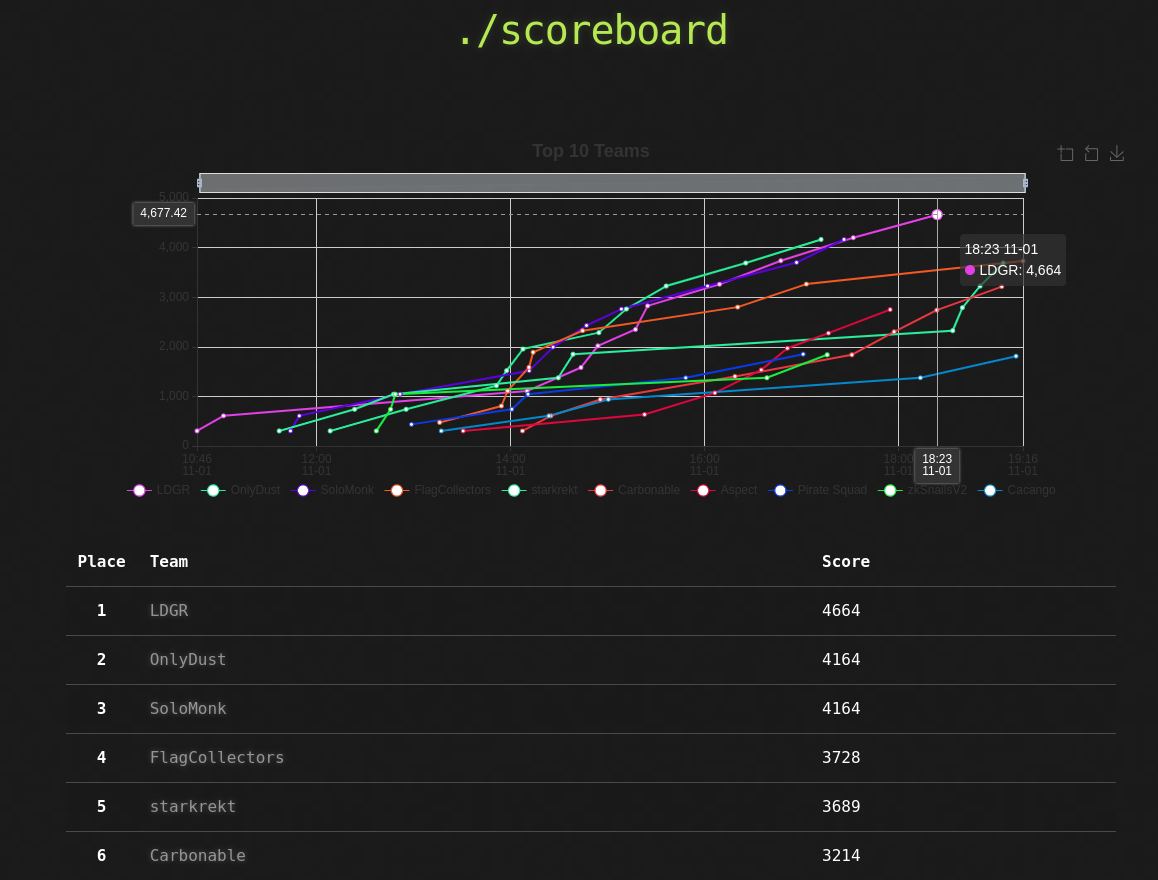 ./scoreboard
Top 10 Teams
5,000
4,677.42
4,000
18:23 11-01
LDGR: 4,664
3,000
2,000
1,000
0
10:46 12:00 14:00 16:00 18:00 18:23 19:16
11-01 11-01 11-01 11-01 11-01 11-01 11-01
LDGR OnlyDust SoloMonk FlagCollectors starkrekt Carbonable Aspect Pirate Squad zkSnailsV2 Cacango
Place Team Score
1 LDGR 4664
2 OnlyDust 4164
3 SoloMonk 4164
4 FlagCollectors 3728
5 starkrekt 3689
6 Carbonable 3214